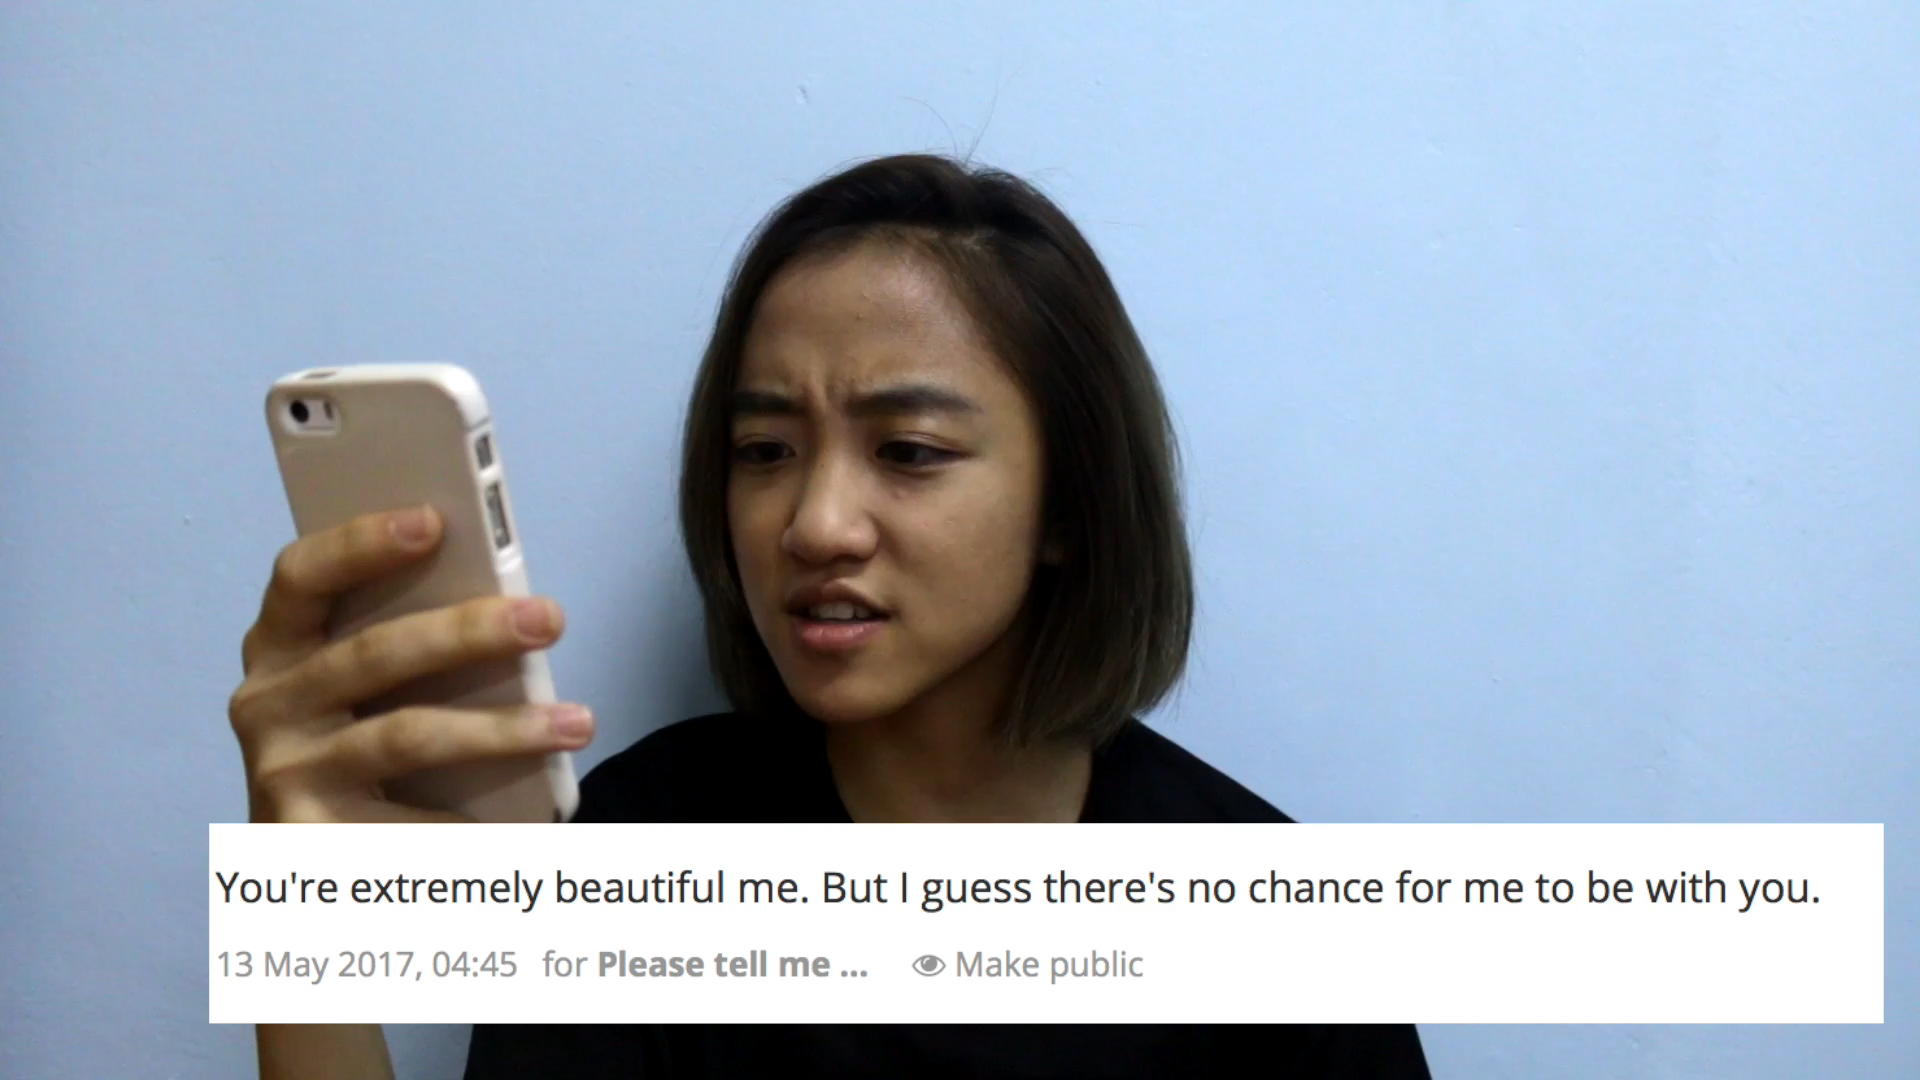 You're extremely beautiful me. But I guess there's no chance for me to be with you.
13 May 2017, 04:45 for Please tell me ... Make public